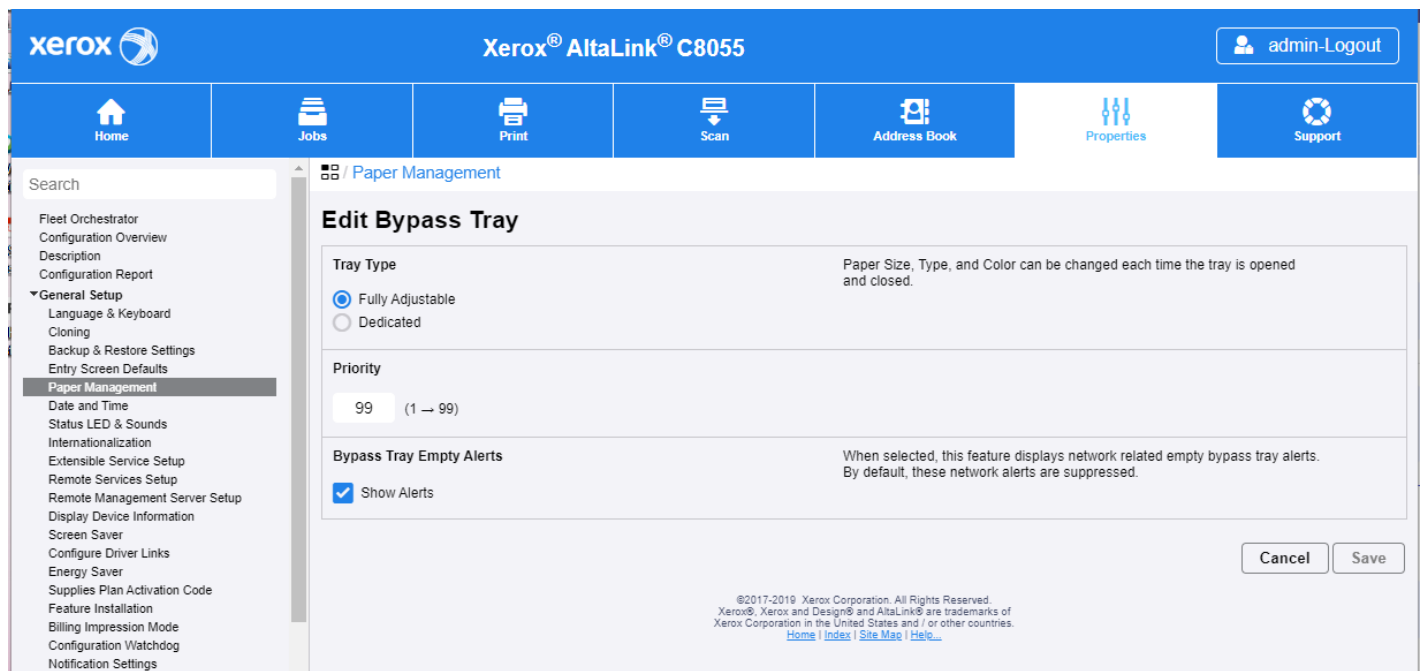 xerox
Xerox® AltaLink® C8055
admin-Logout
Home
Jobs
Print
Scan
Address Book
Properties
Support
Search
Fleet Orchestrator
Configuration Overview
Description
Configuration Report
General Setup
Language & Keyboard
Cloning
Backup & Restore Settings
Entry Screen Defaults
Paper Management
Date and Time
Status LED & Sounds
Internationalization
Extensible Service Setup
Remote Services Setup
Remote Management Server Setup
Display Device Information
Screen Saver
Configure Driver Links
Energy Saver
Supplies Plan Activation Code
Feature Installation
Billing Impression Mode
Configuration Watchdog
Notification Settings
/ Paper Management
Edit Bypass Tray
Tray Type
Fully Adjustable
Dedicated
Paper Size, Type, and Color can be changed each time the tray is opened
and closed.
Priority
99 (1 → 99)
Bypass Tray Empty Alerts
Show Alerts
When selected, this feature displays network related empty bypass tray alerts.
By default, these network alerts are suppressed.
Cancel
Save
©2017-2019 Xerox Corporation. All Rights Reserved.
Xerox®, Xerox and Design® and AltaLink® are trademarks of
Xerox Corporation in the United States and / or other countries.
Home | Index | Site Map | Help...